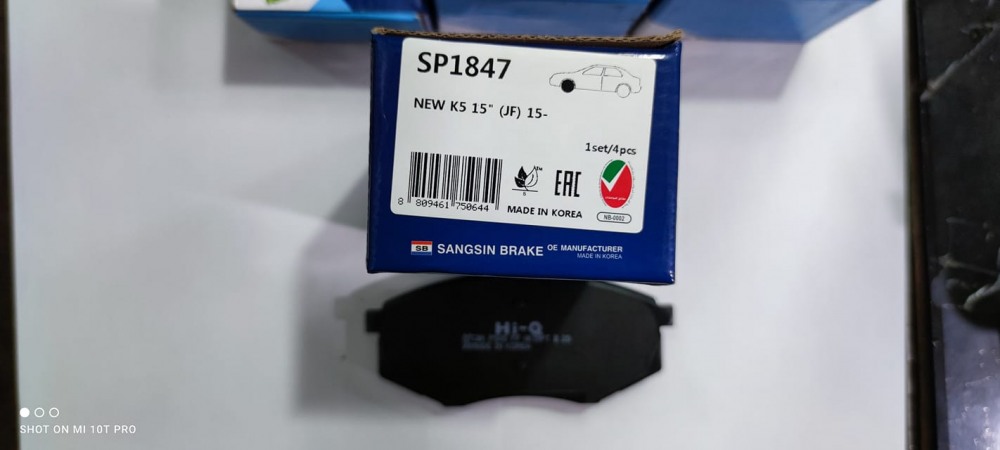 SP1847
NEW K5 15" (JF) 15-
1set/4pcs
8 809461 750644
EAC
MADE IN KOREA
NB-0002
SB SANGSIN BRAKE OE MANUFACTURER
MADE IN KOREA
Hi-Q
SHOT ON MI 10T PRO